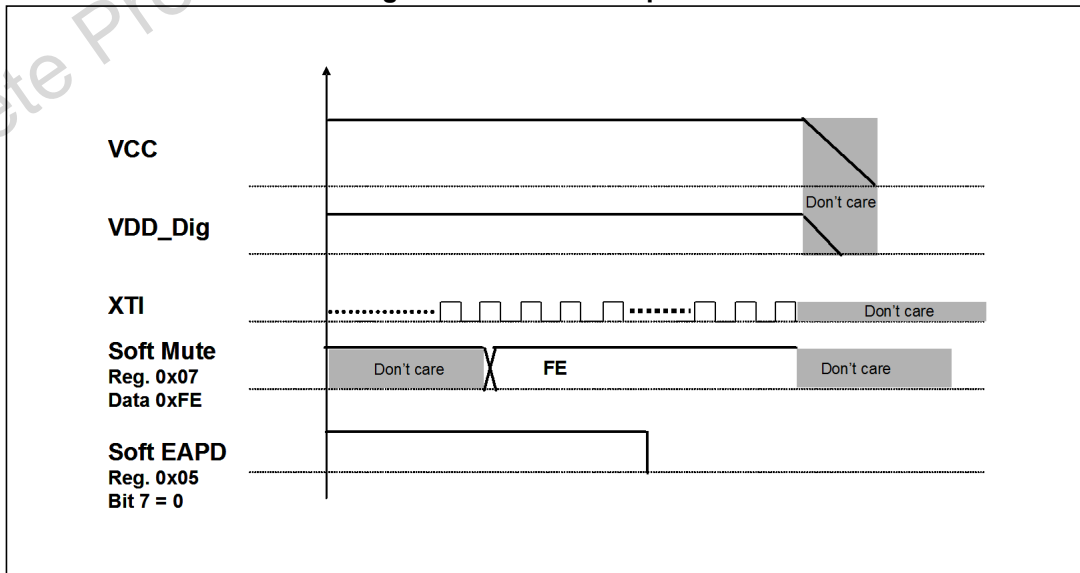 VCC
Don't care
VDD_Dig
XTI
Don't care
Soft Mute
Reg. 0x07
Data 0xFE
Don't care
FE
Don't care
Soft EAPD
Reg. 0x05
Bit 7 = 0